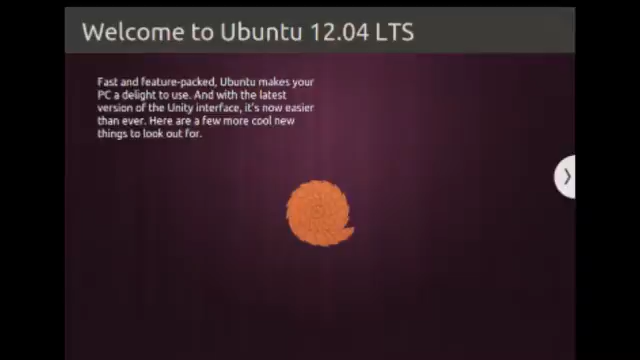 Welcome to Ubuntu 12.04 LTS
Fast and feature-packed, Ubuntu makes your
PC a delight to use. And with the latest
version of the Unity interface, it's now easier
than ever. Here are a few more cool new
things to look out for.